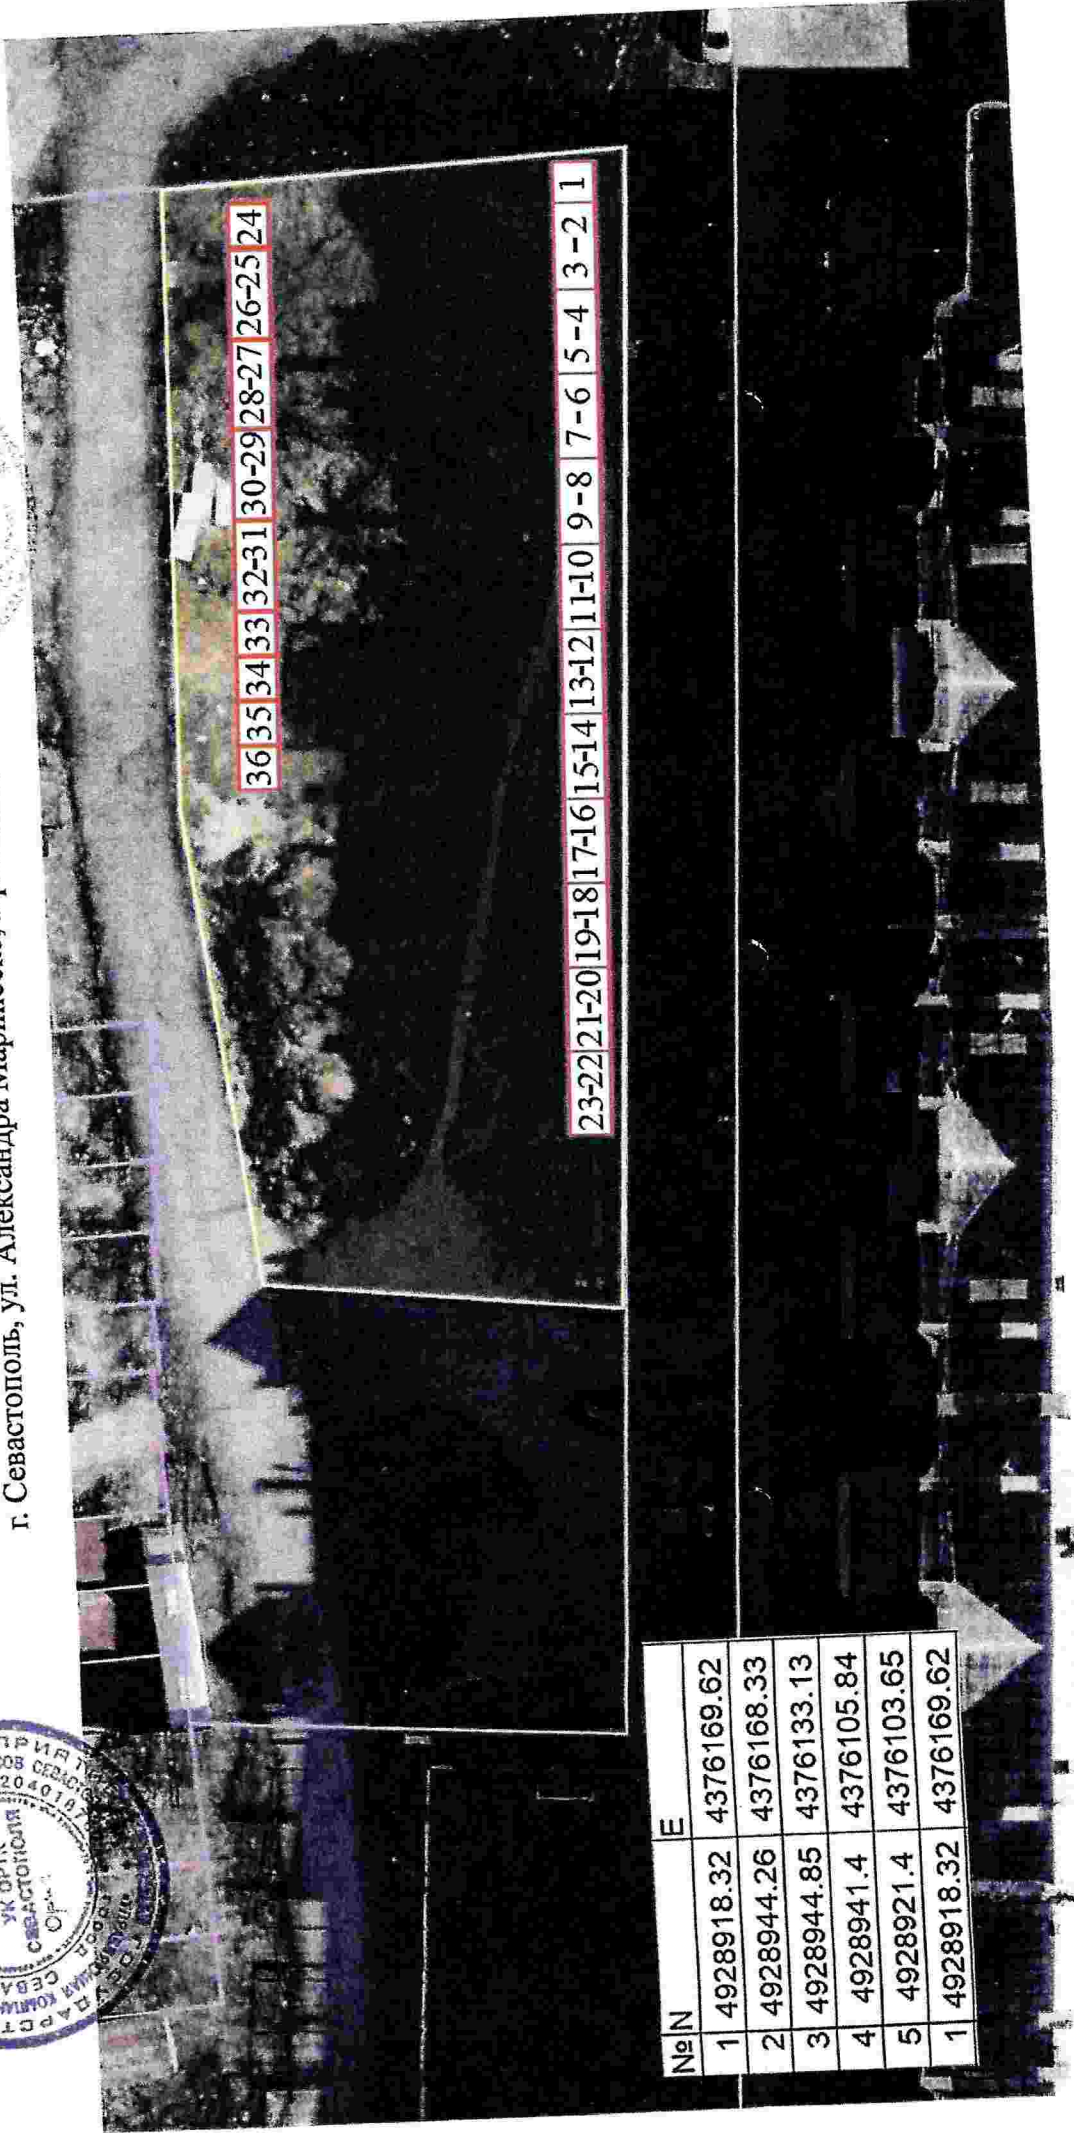 г. Севастополь, ул. Александра
36 35 34 33 32-31 30-29 28-27 26-25 24
23-22 21-20 19-18 17-16 15-14 13-12 11-10 9 - 8 7 - 6 5 - 4 3 - 2 1
№ N E
1 4928918.32 4376169.62
2 4928944.26 4376168.33
3 4928944.85 4376133.13
4 4928941.4 4376105.84
5 4928921.4 4376103.65
1 4928918.32 4376169.62
СЕВАСТОПОЛЯ